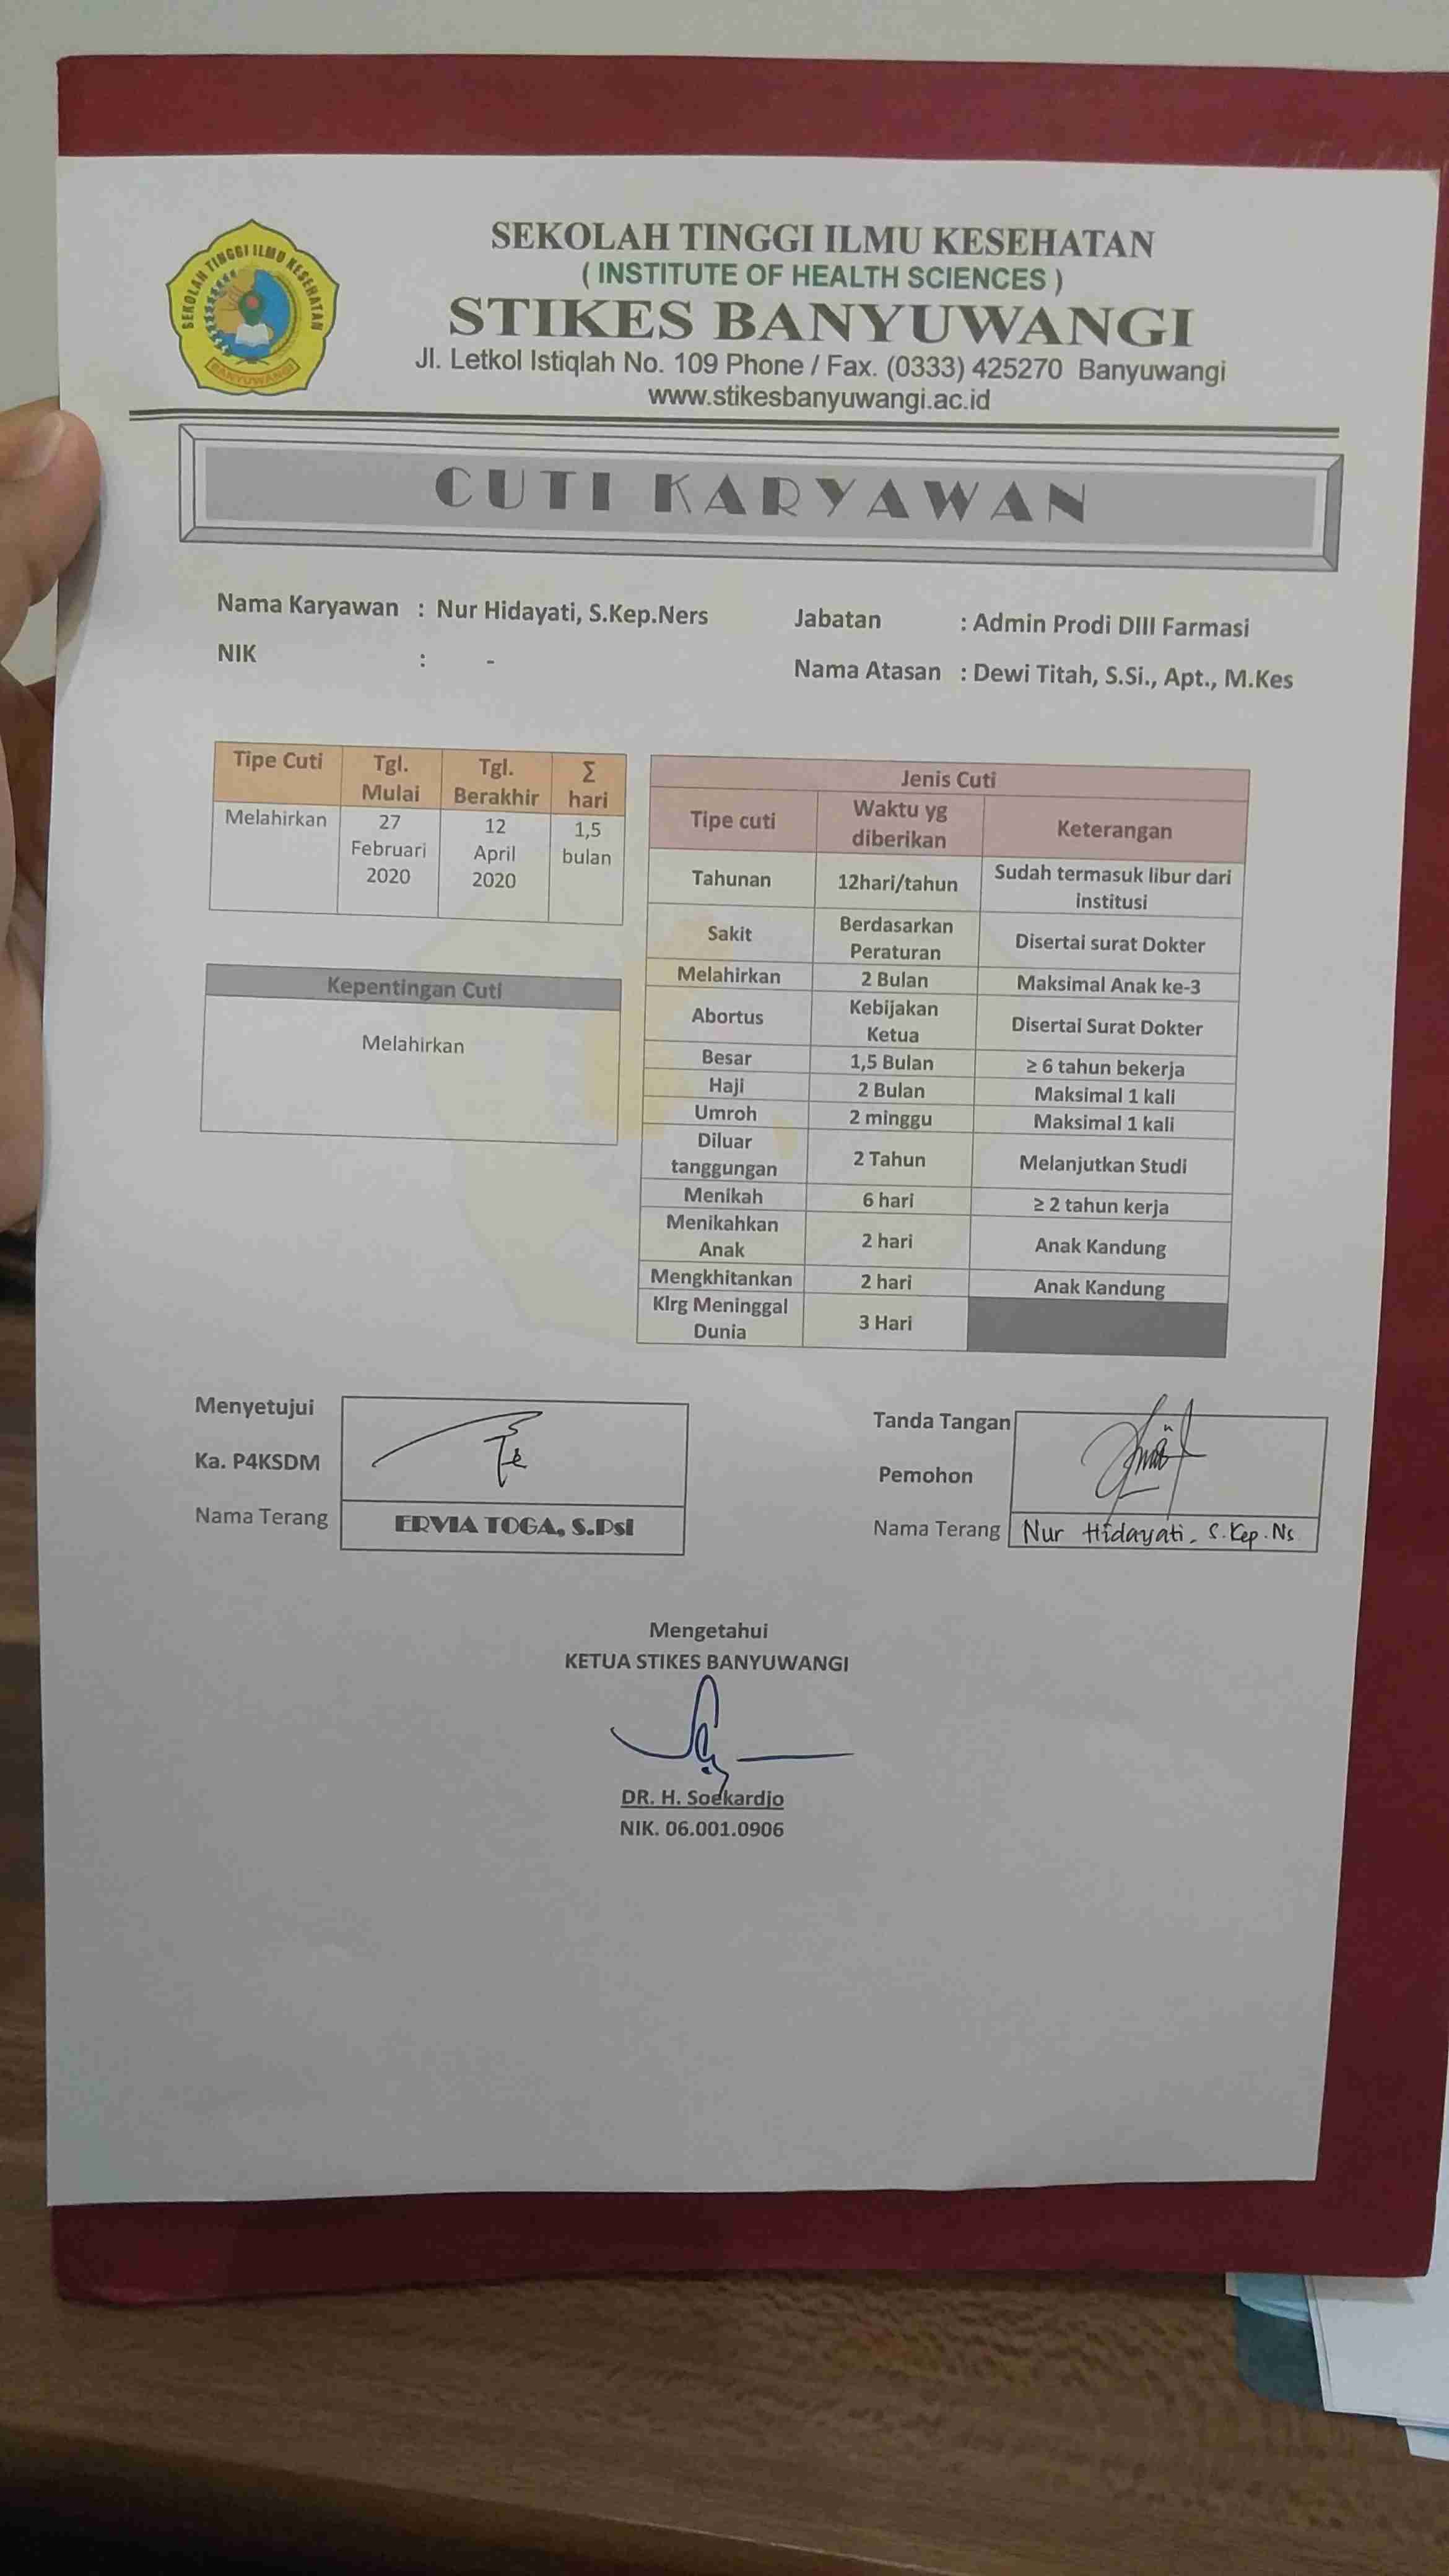 SEKOLAH TINGGI ILMU KESEHATAN
BANYUWANGI
SEKOLAH TINGGI ILMU KESEHATAN
( INSTITUTE OF HEALTH SCIENCES )
STIKES BANYUWANGI
Jl. Letkol Istiqlah No. 109 Phone / Fax. (0333) 425270 Banyuwangi
www.stikesbanyuwangi.ac.id
CUTI KARYAWAN
Nama Karyawan : Nur Hidayati, S.Kep.Ners
NIK : -
Jabatan : Admin Prodi DIII Farmasi
Nama Atasan : Dewi Titah, S.Si., Apt., M.Kes
Tipe Cuti Tgl. Mulai Tgl. Berakhir Σ hari
Melahirkan 27 Februari 2020 12 April 2020 1,5 bulan
Kepentingan Cuti
Melahirkan
Jenis Cuti
Tipe cuti Waktu yg diberikan Keterangan
Tahunan 12hari/tahun Sudah termasuk libur dari institusi
Sakit Berdasarkan Peraturan Disertai surat Dokter
Melahirkan 2 Bulan Maksimal Anak ke-3
Abortus Kebijakan Ketua Disertai Surat Dokter
Besar 1,5 Bulan ≥ 6 tahun bekerja
Haji 2 Bulan Maksimal 1 kali
Umroh 2 minggu Maksimal 1 kali
Diluar tanggungan 2 Tahun Melanjutkan Studi
Menikah 6 hari ≥ 2 tahun kerja
Menikahkan Anak 2 hari Anak Kandung
Mengkhitankan 2 hari Anak Kandung
Klrg Meninggal Dunia 3 Hari
Menyetujui
Ka. P4KSDM
Nama Terang ERVIA TOGA, S.PsI
Tanda Tangan
Pemohon
Nama Terang Nur Hidayati, S.Kep.Ns
Mengetahui
KETUA STIKES BANYUWANGI
DR. H. Soekardjo
NIK. 06.001.0906